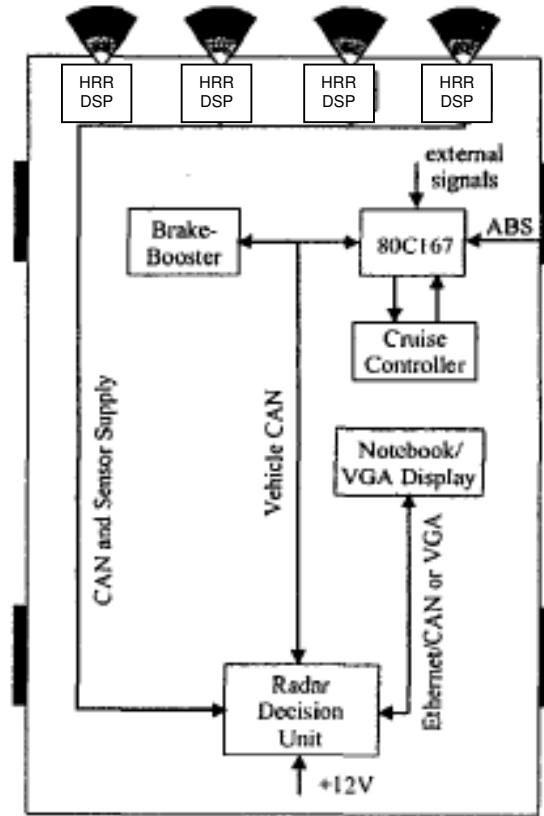 HRR
DSP
HRR
DSP
HRR
DSP
HRR
DSP
external
signals
Brake-
Booster
80C167
ABS
Cruise
Controller
CAN and Sensor Supply
Vehicle CAN
Notebook/
VGA Display
Ethernet/CAN or VGA
Radar
Decision
Unit
+12V